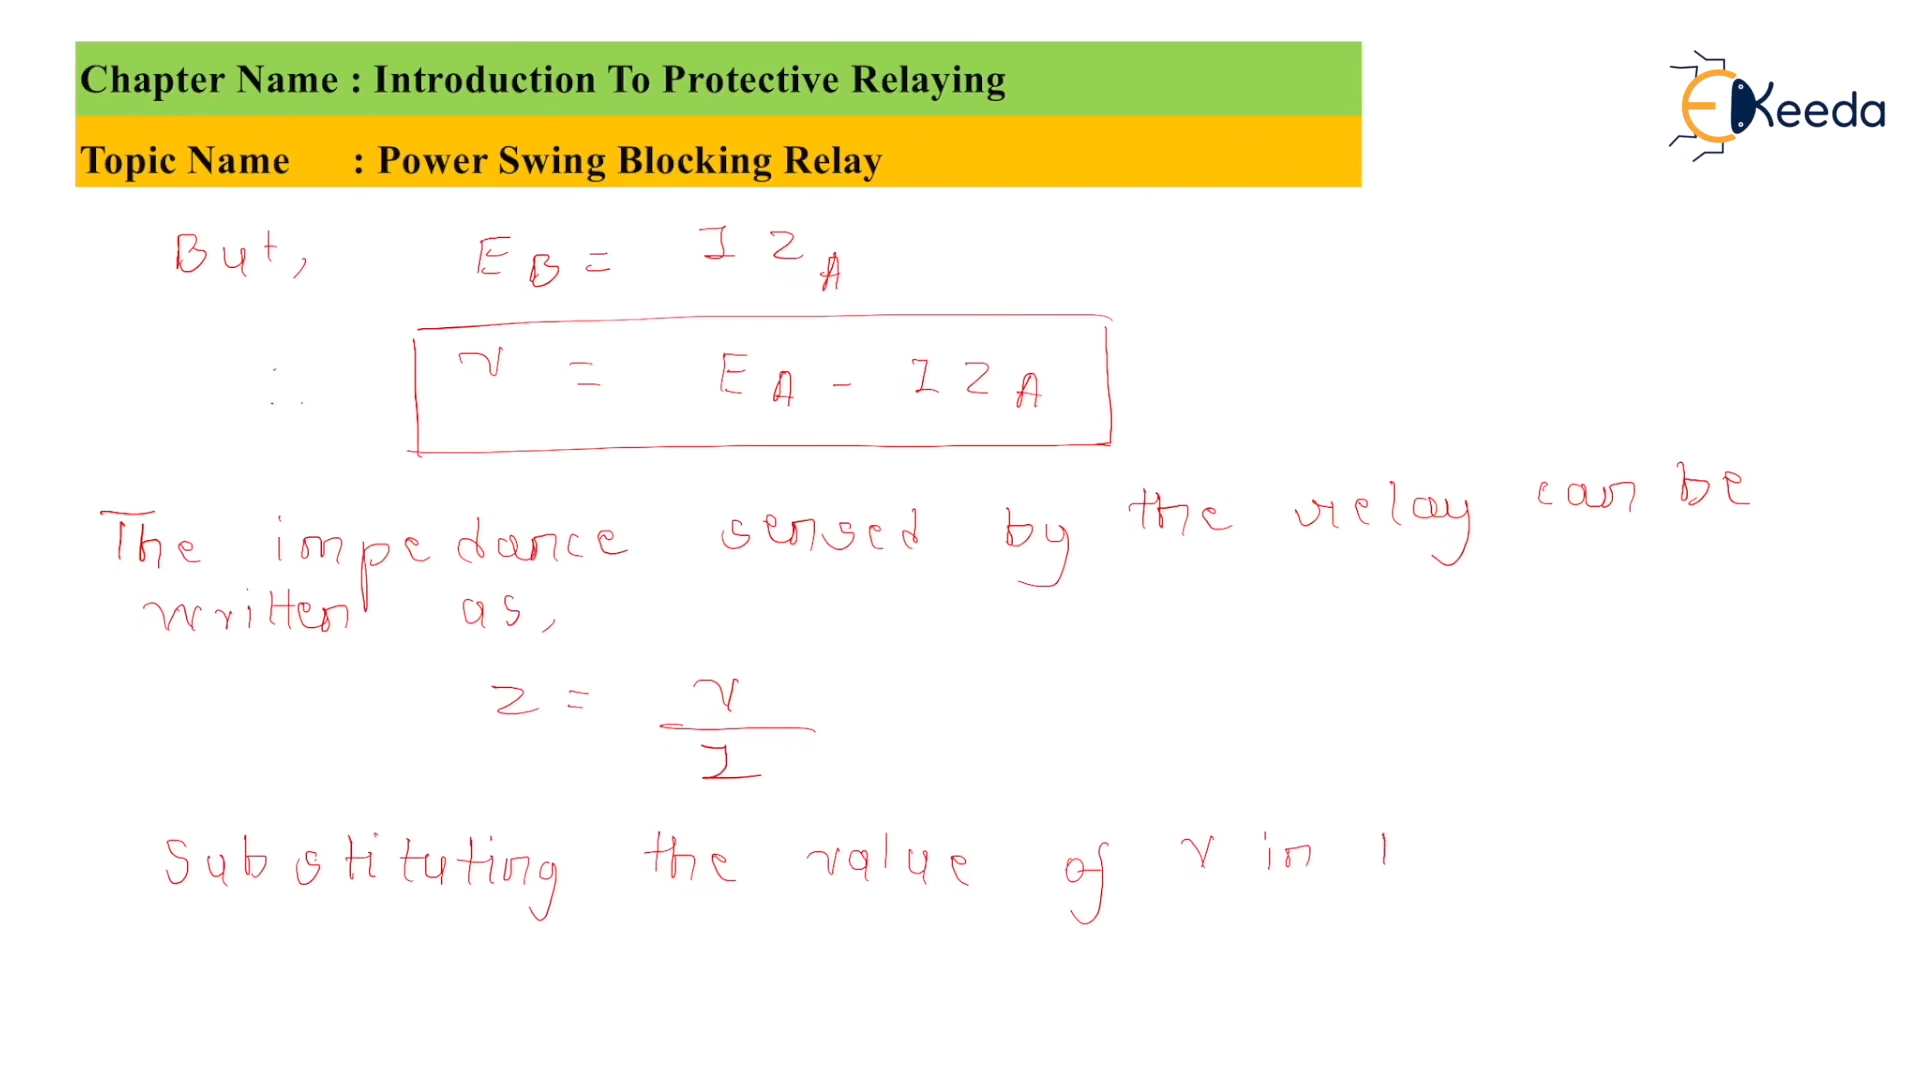 Chapter Name : Introduction To Protective Relaying
Topic Name : Power Swing Blocking Relay
EKeeda
But, E_B = I Z_A
∴ V = E_A - I Z_A
The impedance sensed by the relay can be
written as,
Z = V / I
Substituting the value of V in 1